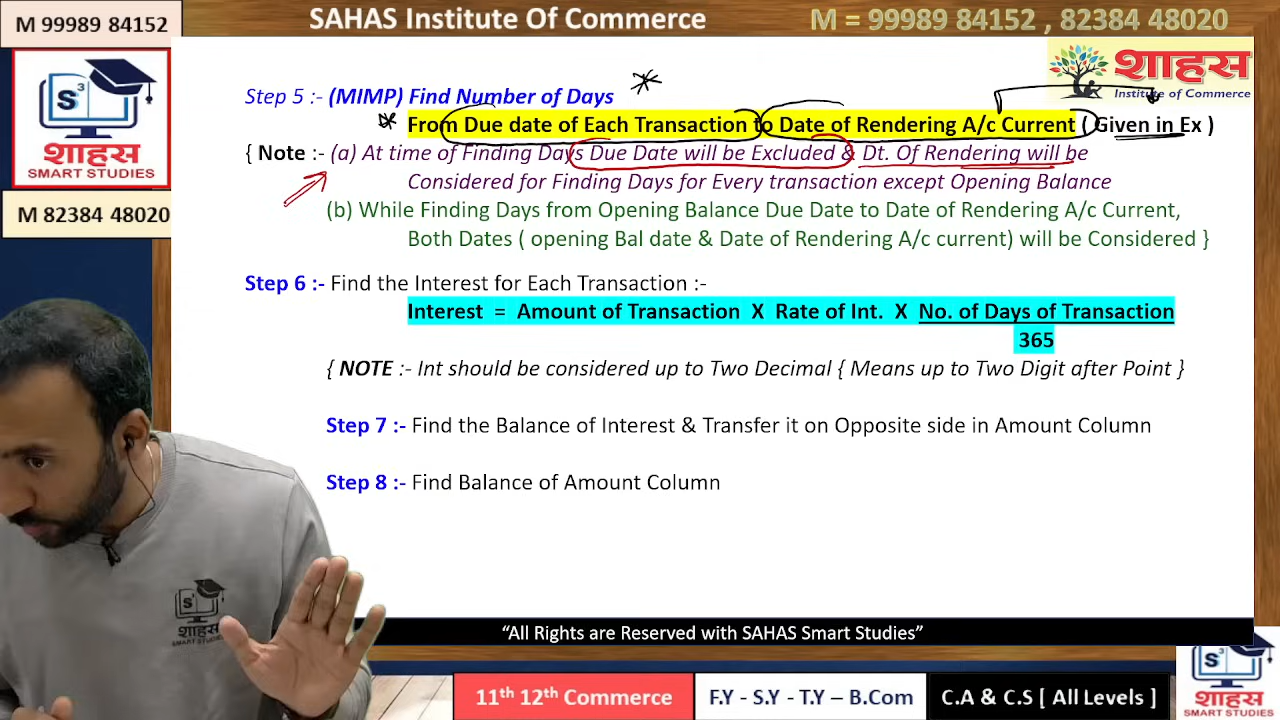 M 99989 84152
SAHAS Institute Of Commerce
M = 99989 84152 , 82384 48020
S³
शाहस
SMART STUDIES
M 82384 48020
शाहस
Institute of Commerce
Step 5 :- (MIMP) Find Number of Days
From Due date of Each Transaction to Date of Rendering A/c Current ( Given in Ex )
{ Note :- (a) At time of Finding Days Due Date will be Excluded & Dt. Of Rendering will be
Considered for Finding Days for Every transaction except Opening Balance
(b) While Finding Days from Opening Balance Due Date to Date of Rendering A/c Current,
Both Dates ( opening Bal date & Date of Rendering A/c current) will be Considered }
Step 6 :- Find the Interest for Each Transaction :-
Interest = Amount of Transaction X Rate of Int. X No. of Days of Transaction
365
{ NOTE :- Int should be considered up to Two Decimal { Means up to Two Digit after Point }
Step 7 :- Find the Balance of Interest & Transfer it on Opposite side in Amount Column
Step 8 :- Find Balance of Amount Column
S³
शाहस
SMART STUDIES
"All Rights are Reserved with SAHAS Smart Studies"
11th 12th Commerce
F.Y - S.Y - T.Y – B.Com
C.A & C.S [ All Levels ]
S³
शाहस
SMART STUDIES